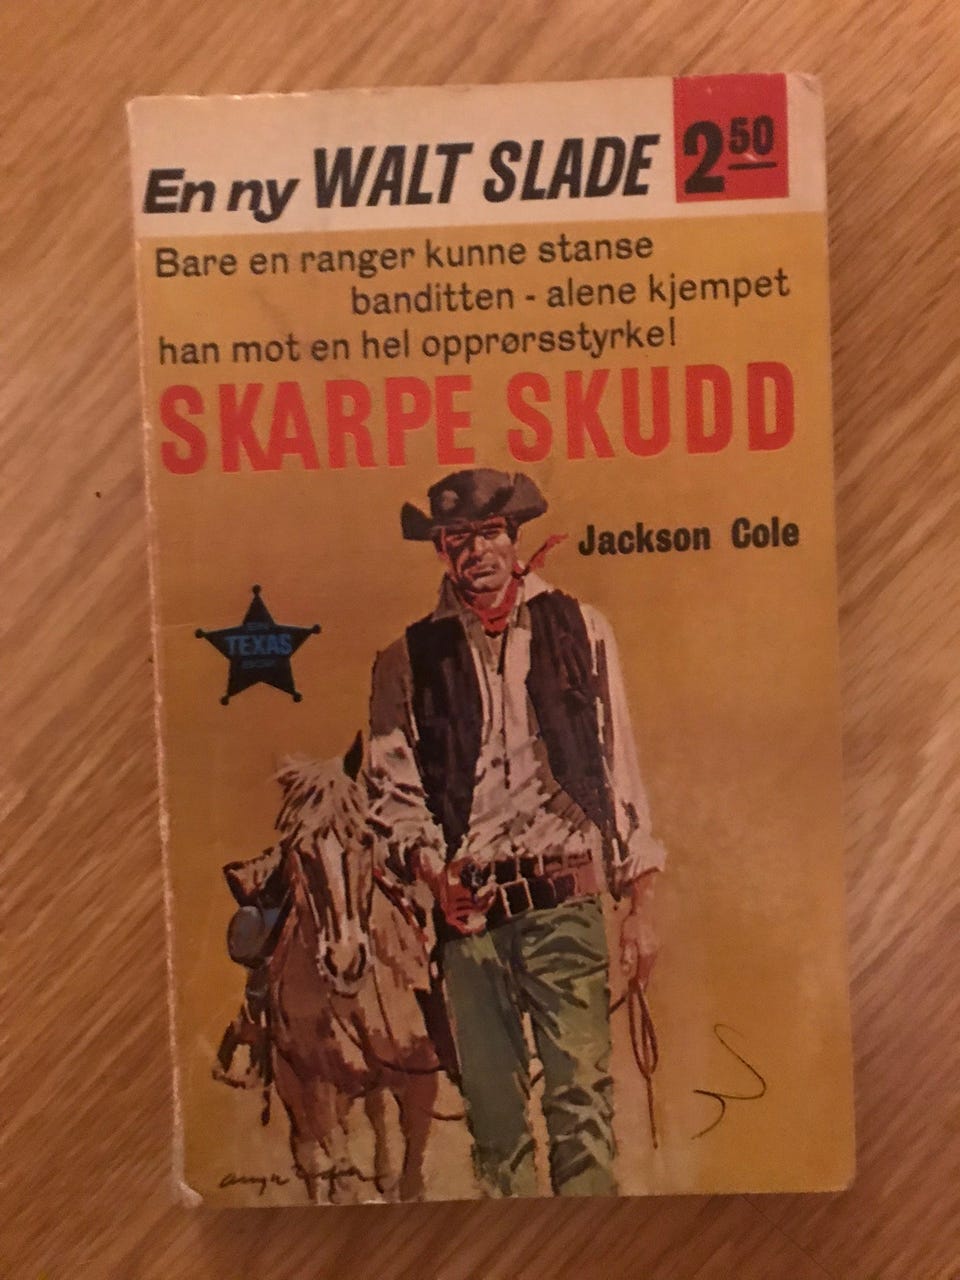 En ny WALT SLADE 2 50
Bare en ranger kunne stanse
banditten - alene kjempet
han mot en hel opprørsstyrke!
SKARPE SKUDD
Jackson Cole
TEXAS